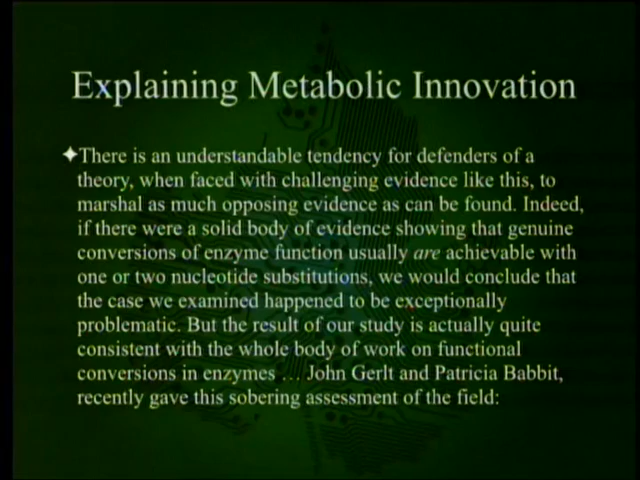 Explaining Metabolic Innovation
✦There is an understandable tendency for defenders of a
theory, when faced with challenging evidence like this, to
marshal as much opposing evidence as can be found. Indeed,
if there were a solid body of evidence showing that genuine
conversions of enzyme function usually are achievable with
one or two nucleotide substitutions, we would conclude that
the case we examined happened to be exceptionally
problematic. But the result of our study is actually quite
consistent with the whole body of work on functional
conversions in enzymes … John Gerlt and Patricia Babbit,
recently gave this sobering assessment of the field: